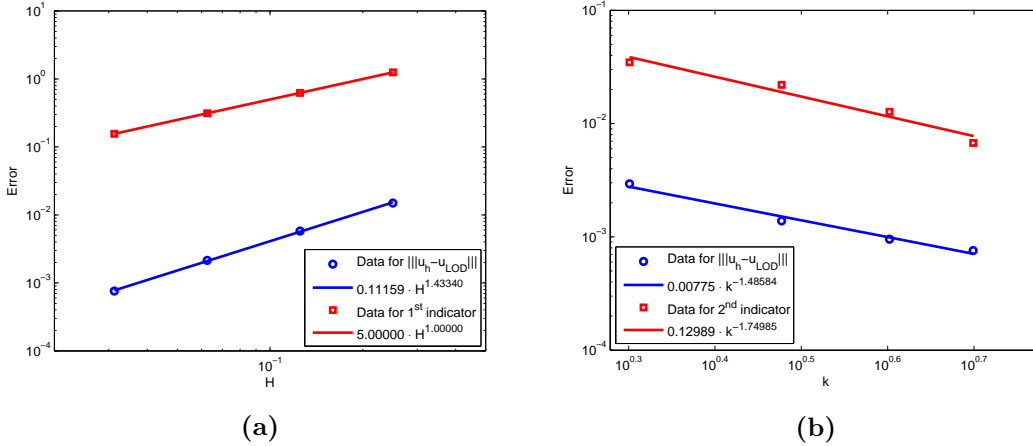 10^1
10^0
10^-1
10^-2
10^-3
10^-4
Error
10^-1
H
Data for |||u_h−u_LOD|||
0.11159 ⋅ H^1.43340
Data for 1^st indicator
5.00000 ⋅ H^1.00000
(a)
10^-1
10^-2
10^-3
10^-4
Error
10^0.3
10^0.4
10^0.5
10^0.6
10^0.7
k
Data for |||u_h−u_LOD|||
0.00775 ⋅ k^-1.48584
Data for 2^nd indicator
0.12989 ⋅ k^-1.74985
(b)